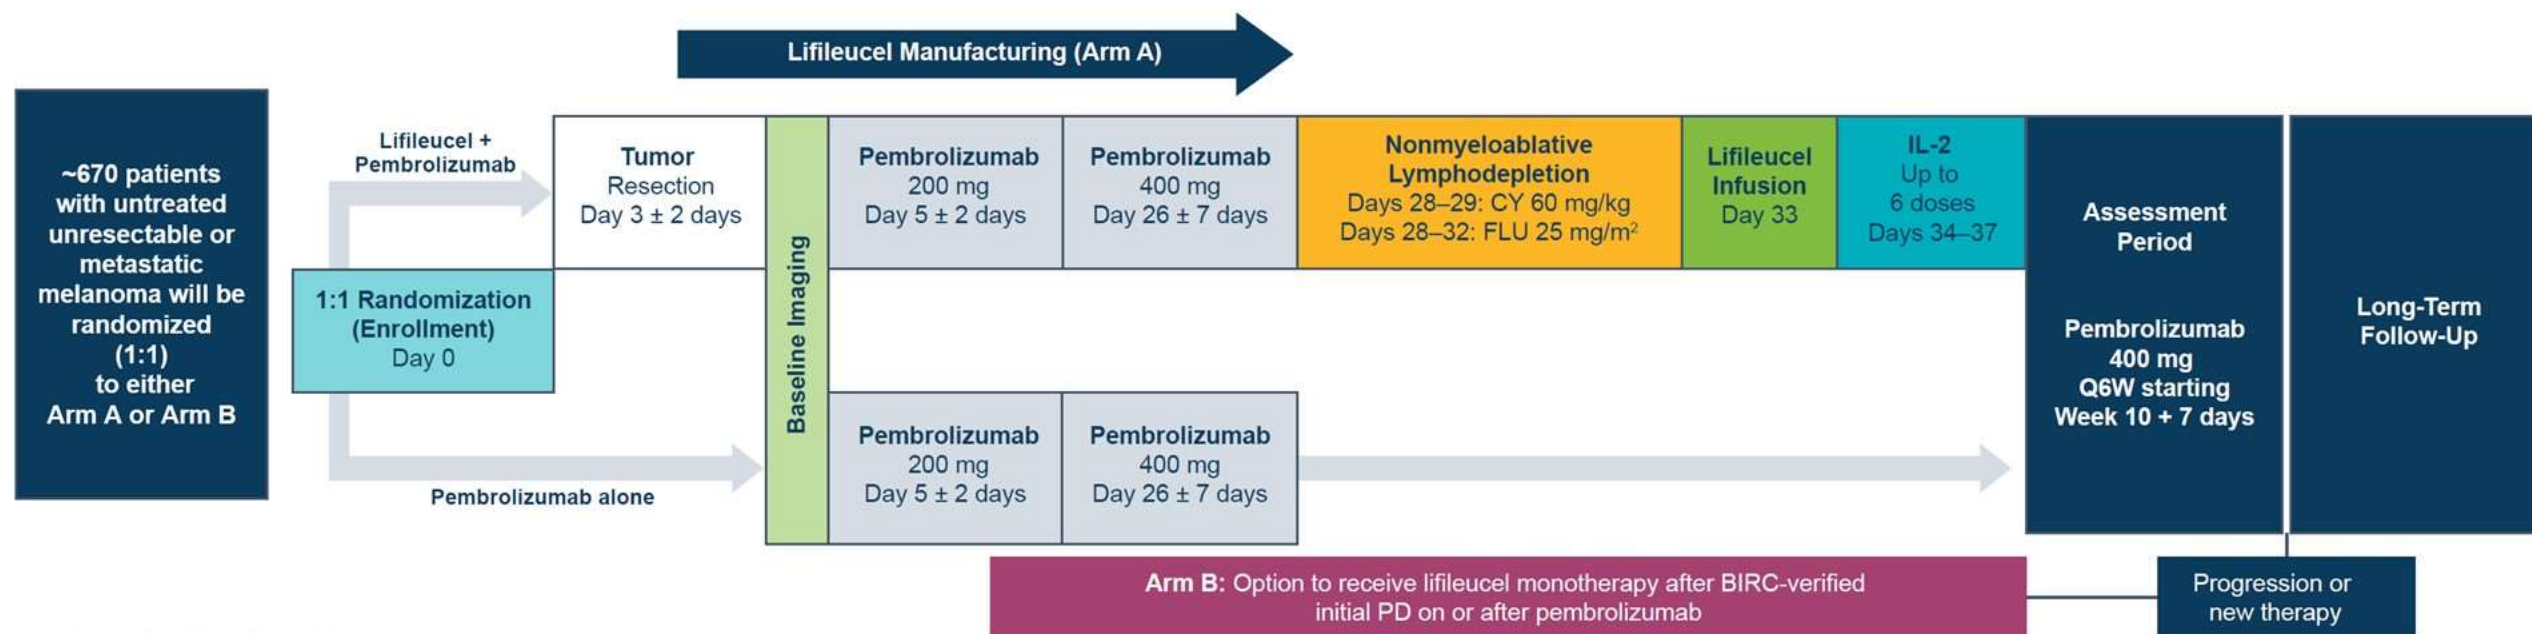 Lifileucel Manufacturing (Arm A)
~670 patients
with untreated
unresectable or
metastatic
melanoma will be
randomized
(1:1)
to either
Arm A or Arm B
Lifileucel +
Pembrolizumab
1:1 Randomization
(Enrollment)
Day 0
Pembrolizumab alone
Tumor
Resection
Day 3 ± 2 days
Baseline Imaging
Pembrolizumab
200 mg
Day 5 ± 2 days
Pembrolizumab
400 mg
Day 26 ± 7 days
Nonmyeloablative
Lymphodepletion
Days 28–29: CY 60 mg/kg
Days 28–32: FLU 25 mg/m²
Lifileucel
Infusion
Day 33
IL-2
Up to
6 doses
Days 34–37
Pembrolizumab
200 mg
Day 5 ± 2 days
Pembrolizumab
400 mg
Day 26 ± 7 days
Assessment
Period
Pembrolizumab
400 mg
Q6W starting
Week 10 + 7 days
Long-Term
Follow-Up
Arm B: Option to receive lifileucel monotherapy after BIRC-verified
initial PD on or after pembrolizumab
Progression or
new therapy